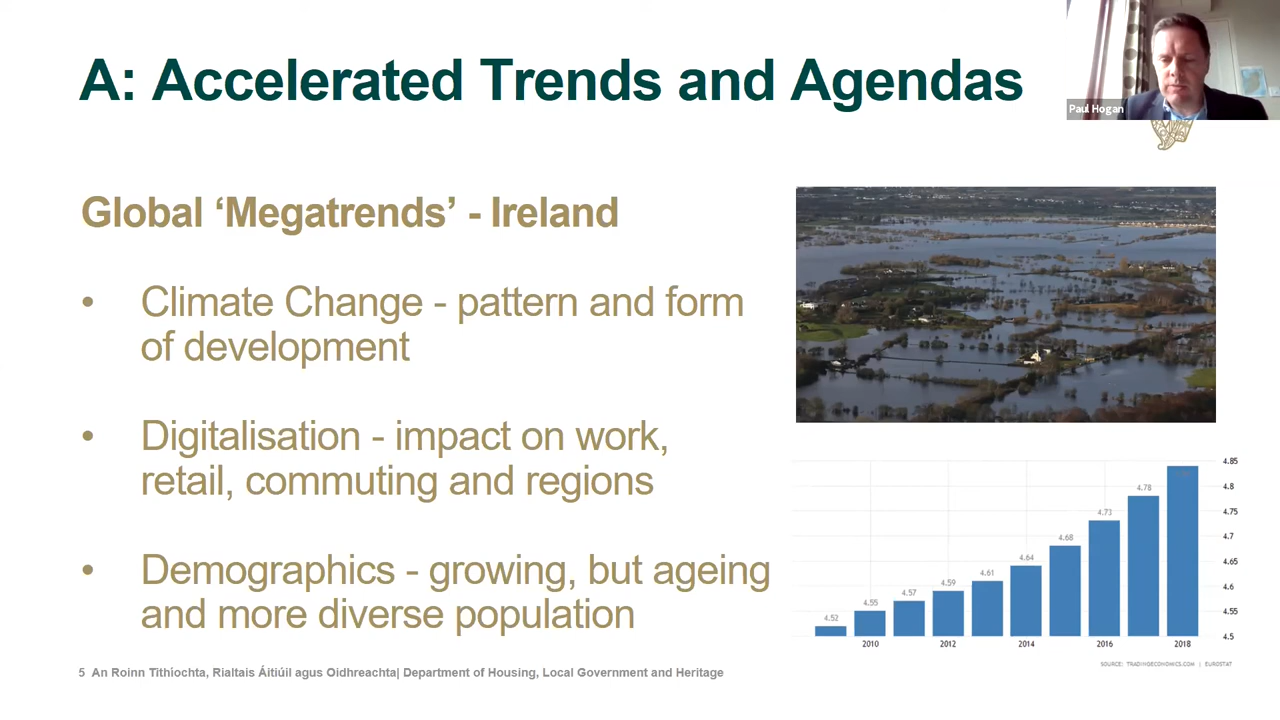 A: Accelerated Trends and Agendas
Paul Hogan
Global ‘Megatrends’ - Ireland
• Climate Change - pattern and form
of development
• Digitalisation - impact on work,
retail, commuting and regions
• Demographics - growing, but ageing
and more diverse population
4.85
4.8
4.75
4.7
4.65
4.6
4.55
4.5
4.52
4.55
4.57
4.59
4.61
4.64
4.68
4.73
4.78
2010
2012
2014
2016
2018
SOURCE: TRADINGECONOMICS.COM | EUROSTAT
5 An Roinn Tithíochta, Rialtais Áitiúil agus Oidhreachta| Department of Housing, Local Government and Heritage